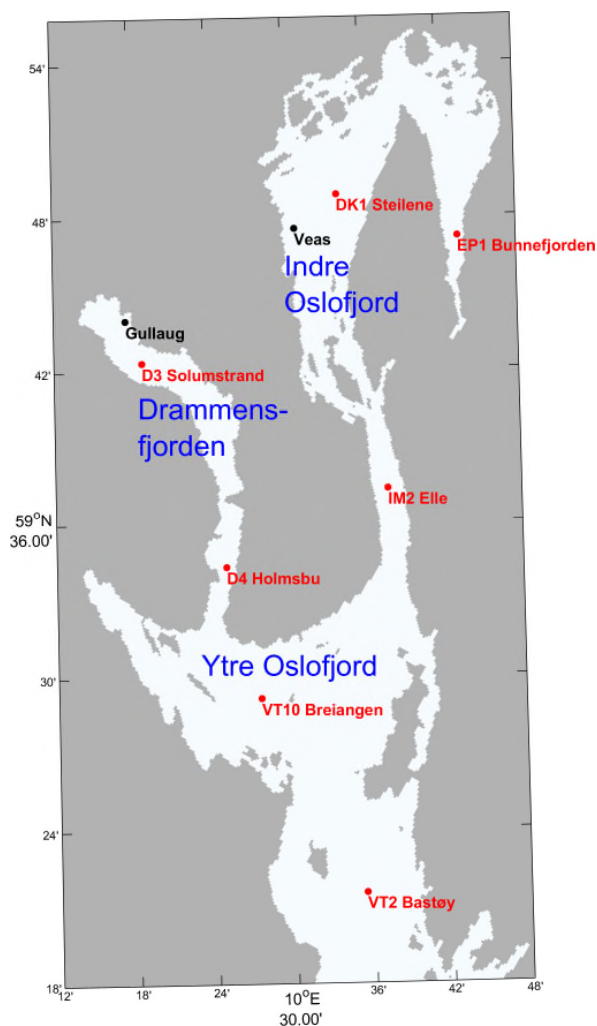 54'
DK1 Steilene
48'
Veas
EP1 Bunnefjorden
Indre
Oslofjord
Gullaug
D3 Solumstrand
42'
Drammens-
fjorden
IM2 Elle
59°N
36.00'
D4 Holmsbu
Ytre Oslofjord
30'
VT10 Breiangen
24'
VT2 Bastøy
18'
12'
18'
24'
10°E
30.00'
36'
42'
48'